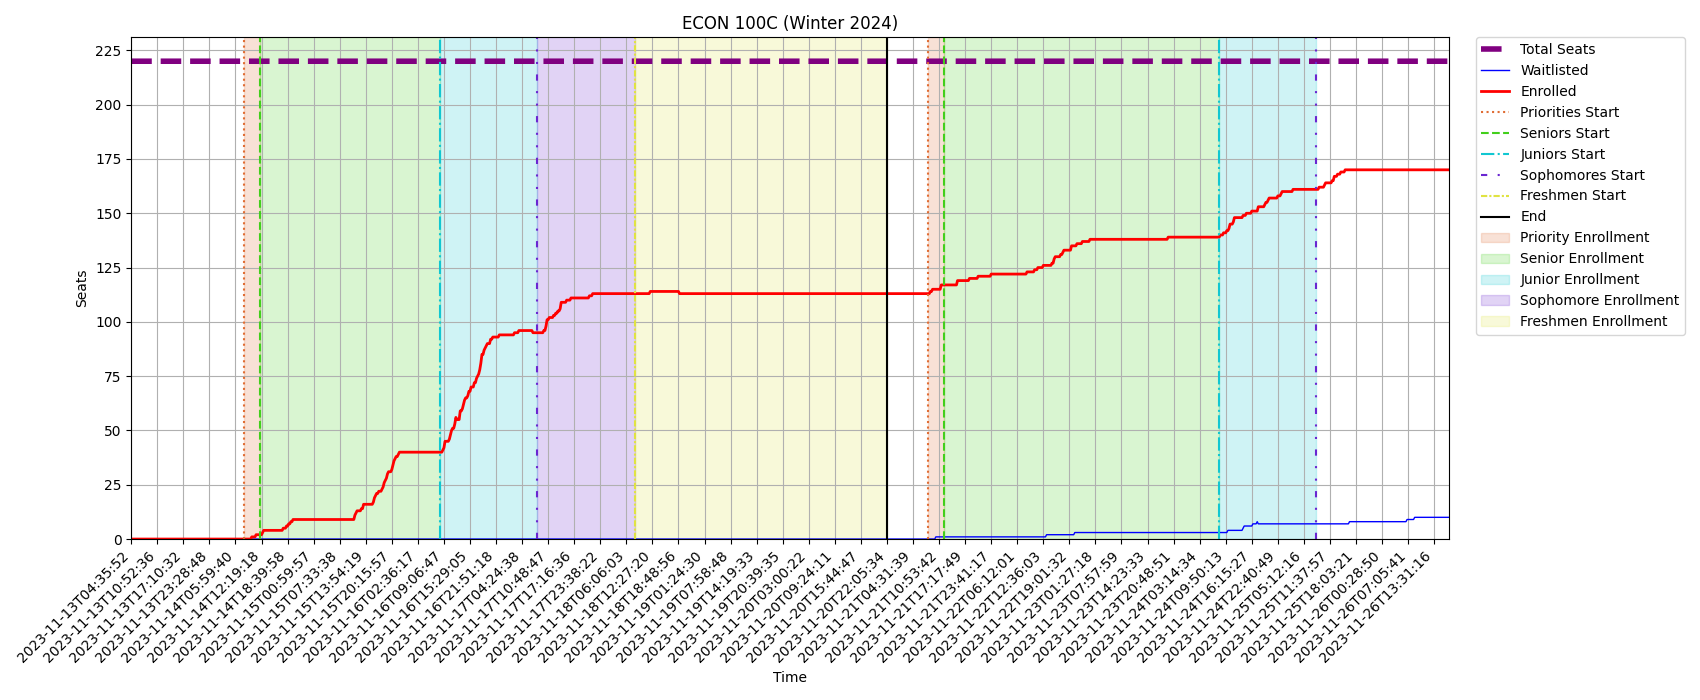 ECON 100C (Winter 2024)
225
200
175
150
125
100
75
50
25
0
Seats
2023-11-13T04:35:52
2023-11-13T10:52:36
2023-11-13T17:10:32
2023-11-13T23:28:48
2023-11-14T05:59:40
2023-11-14T12:19:18
2023-11-14T18:39:58
2023-11-15T00:59:57
2023-11-15T07:33:38
2023-11-15T13:54:19
2023-11-15T20:15:57
2023-11-16T02:36:17
2023-11-16T09:06:47
2023-11-16T15:29:05
2023-11-16T21:51:18
2023-11-17T04:24:38
2023-11-17T10:48:47
2023-11-17T17:16:36
2023-11-17T23:38:22
2023-11-18T06:06:03
2023-11-18T12:27:20
2023-11-18T18:48:56
2023-11-19T01:24:30
2023-11-19T07:58:48
2023-11-19T14:19:33
2023-11-19T20:39:35
2023-11-20T03:00:22
2023-11-20T09:24:11
2023-11-20T15:44:47
2023-11-20T22:05:34
2023-11-21T04:31:39
2023-11-21T10:53:42
2023-11-21T17:17:49
2023-11-21T23:41:17
2023-11-22T06:12:01
2023-11-22T12:36:03
2023-11-22T19:01:32
2023-11-23T01:27:18
2023-11-23T07:57:59
2023-11-23T14:23:33
2023-11-23T20:48:51
2023-11-24T03:14:34
2023-11-24T09:50:13
2023-11-24T16:15:27
2023-11-24T22:40:49
2023-11-25T05:12:16
2023-11-25T11:37:57
2023-11-25T18:03:21
2023-11-26T00:28:50
2023-11-26T07:05:41
2023-11-26T13:31:16
Time
Total Seats
Waitlisted
Enrolled
Priorities Start
Seniors Start
Juniors Start
Sophomores Start
Freshmen Start
End
Priority Enrollment
Senior Enrollment
Junior Enrollment
Sophomore Enrollment
Freshmen Enrollment